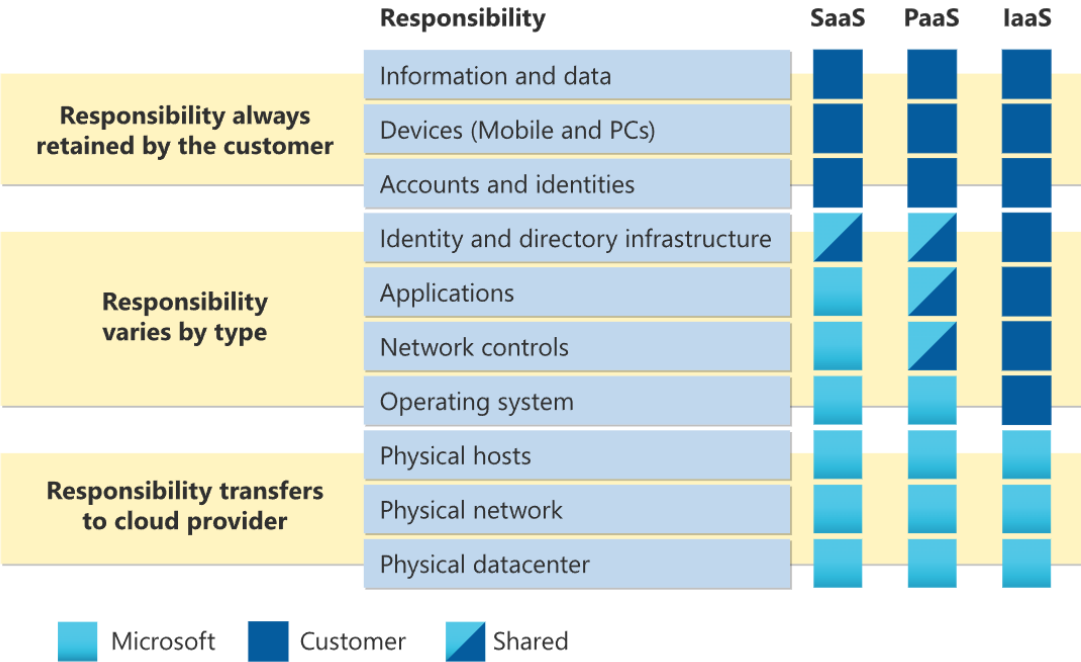 Responsibility SaaS PaaS IaaS
Responsibility always
retained by the customer
Information and data
Devices (Mobile and PCs)
Accounts and identities
Responsibility
varies by type
Identity and directory infrastructure
Applications
Network controls
Operating system
Responsibility transfers
to cloud provider
Physical hosts
Physical network
Physical datacenter
Microsoft Customer Shared